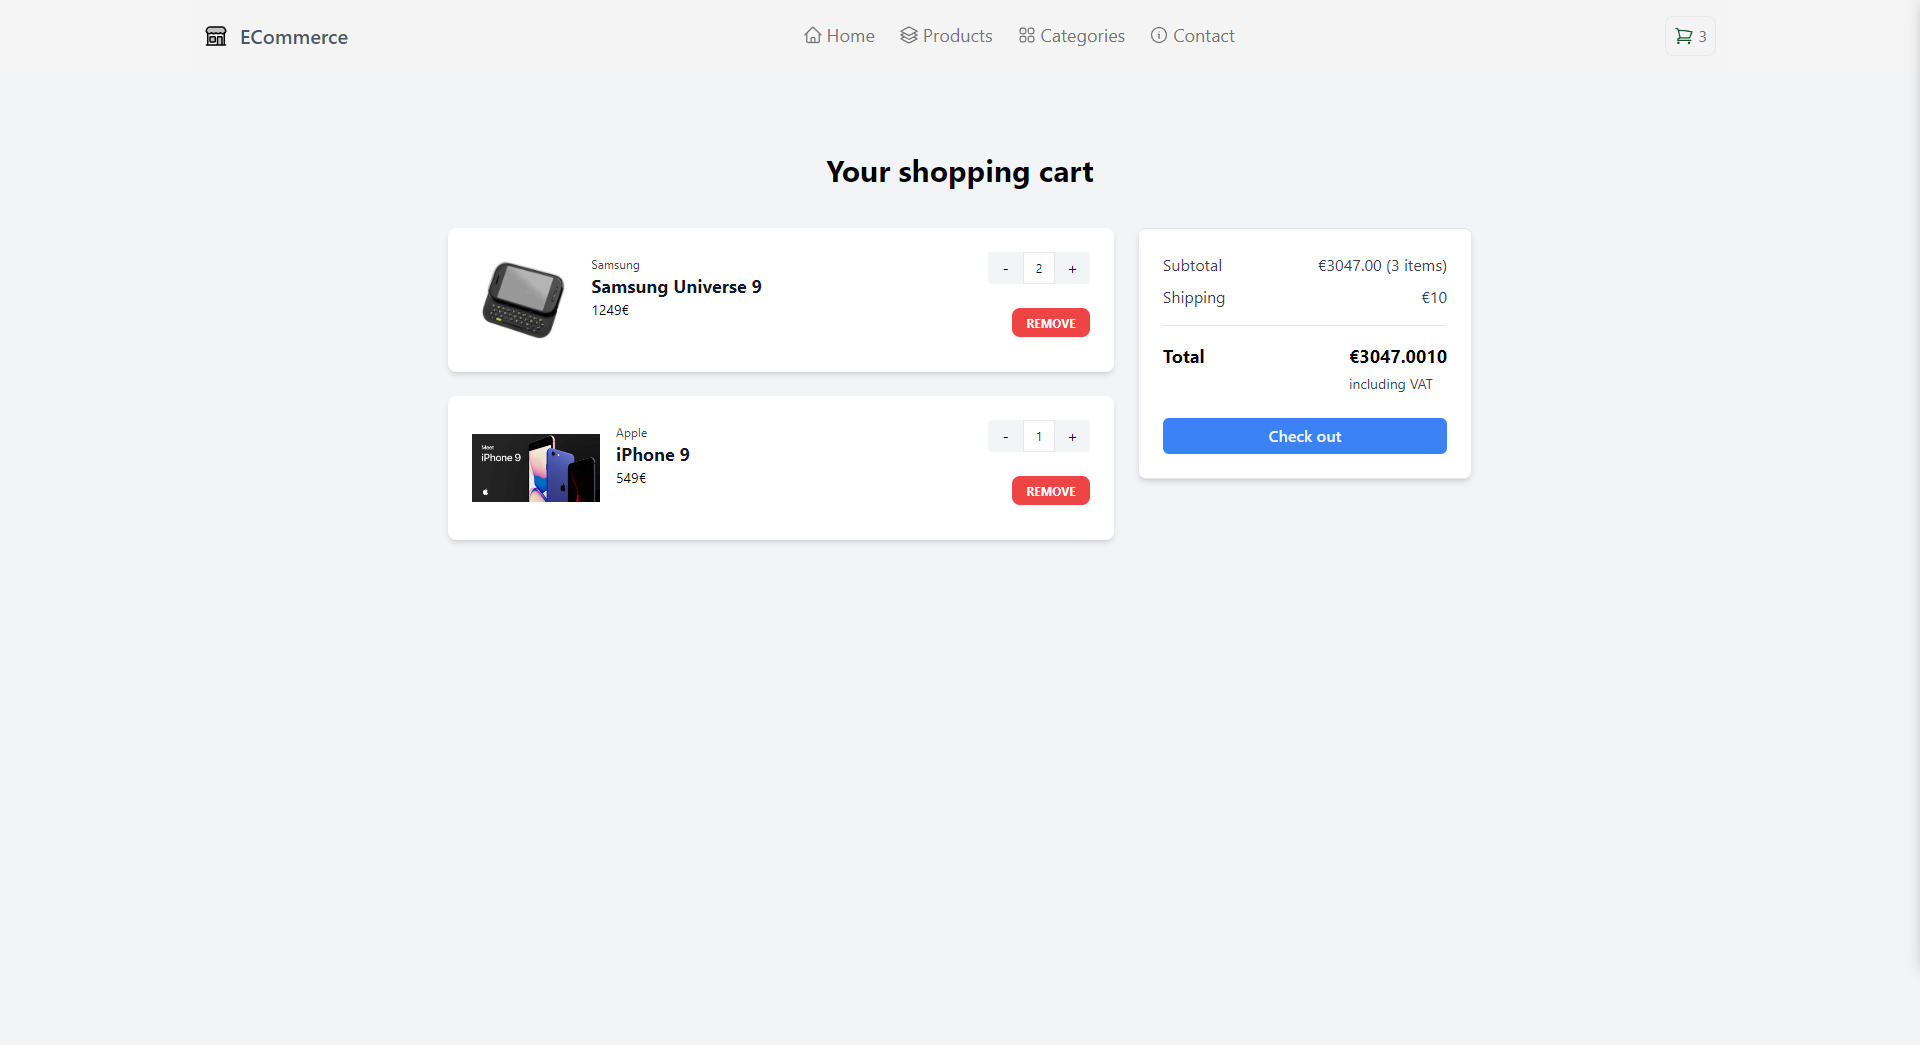 ECommerce
Home Products Categories Contact
3
Your shopping cart
Samsung
Samsung Universe 9
1249€
- 2 +
REMOVE
Meet
iPhone 9
Apple
iPhone 9
549€
- 1 +
REMOVE
Subtotal €3047.00 (3 items)
Shipping €10
Total €3047.0010
including VAT
Check out